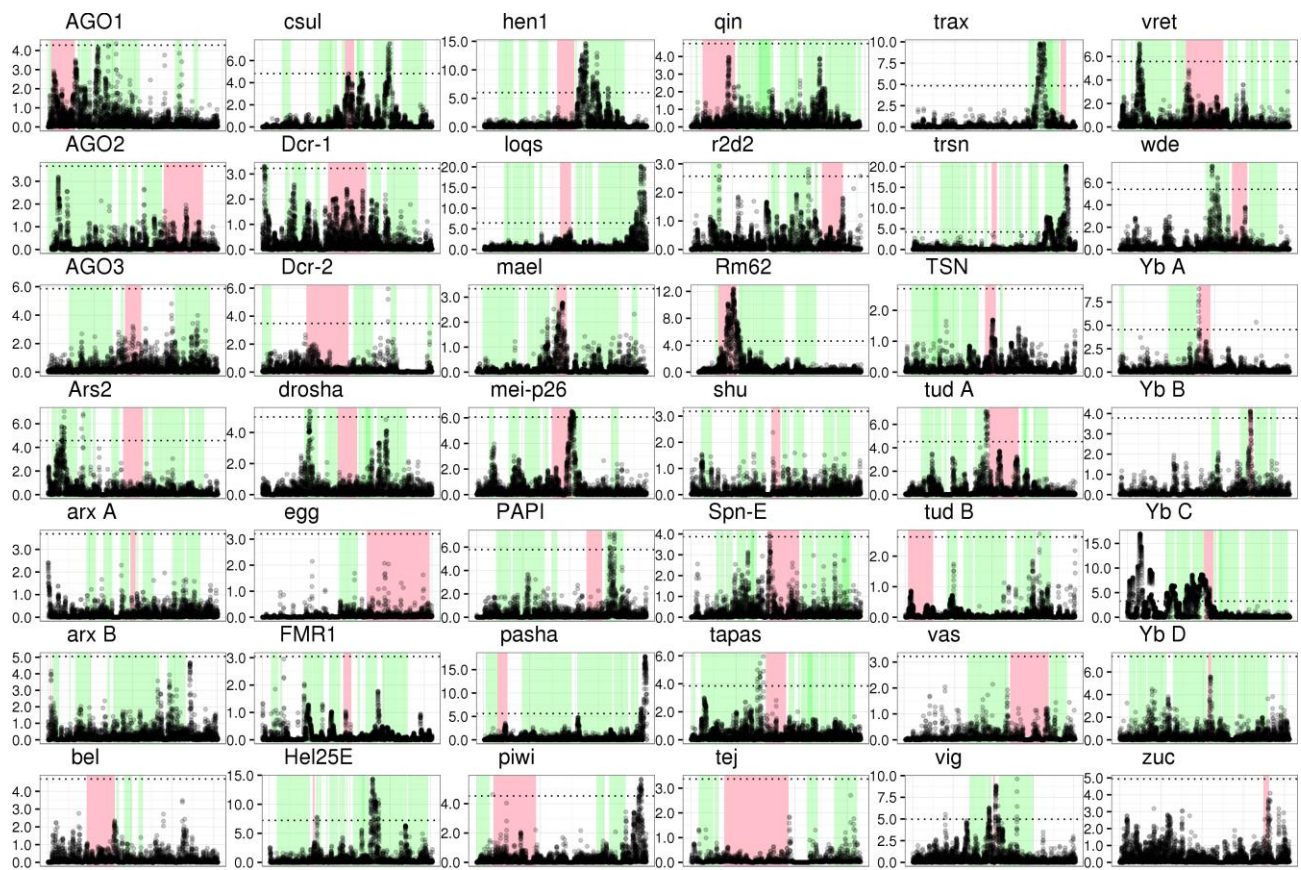 AGO1 csul hen1 qin trax vret
4.0 3.0 2.0 1.0 0.0
6.0 4.0 2.0 0.0
15.0 10.0 5.0 0.0
4.0 3.0 2.0 1.0 0.0
10.0 7.5 5.0 2.5 0.0
6.0 4.0 2.0 0.0
AGO2 Dcr-1 loqs r2d2 trsn wde
3.0 2.0 1.0 0.0
3.0 2.0 1.0 0.0
20.0 15.0 10.0 5.0 0.0
3.0 2.0 1.0 0.0
20.0 15.0 10.0 5.0 0.0
6.0 4.0 2.0 0.0
AGO3 Dcr-2 mael Rm62 TSN Yb A
6.0 4.0 2.0 0.0
6.0 4.0 2.0 0.0
3.0 2.0 1.0 0.0
12.0 8.0 4.0 0.0
2.0 1.0 0.0
7.5 5.0 2.5 0.0
Ars2 drosha mei-p26 shu tud A Yb B
6.0 4.0 2.0 0.0
4.0 2.0 0.0
6.0 4.0 2.0 0.0
3.0 2.0 1.0 0.0
6.0 4.0 2.0 0.0
4.0 3.0 2.0 1.0 0.0
arx A egg PAPI Spn-E tud B Yb C
3.0 2.0 1.0 0.0
3.0 2.0 1.0 0.0
6.0 4.0 2.0 0.0
4.0 3.0 2.0 1.0 0.0
2.0 1.0 0.0
15.0 10.0 5.0 0.0
arx B FMR1 pasha tapas vas Yb D
5.0 4.0 3.0 2.0 1.0 0.0
3.0 2.0 1.0 0.0
15.0 10.0 5.0 0.0
6.0 4.0 2.0 0.0
3.0 2.0 1.0 0.0
6.0 4.0 2.0 0.0
bel Hel25E piwi tej vig zuc
4.0 3.0 2.0 1.0 0.0
15.0 10.0 5.0 0.0
4.0 2.0 0.0
4.0 3.0 2.0 1.0 0.0
10.0 7.5 5.0 2.5 0.0
5.0 4.0 3.0 2.0 1.0 0.0